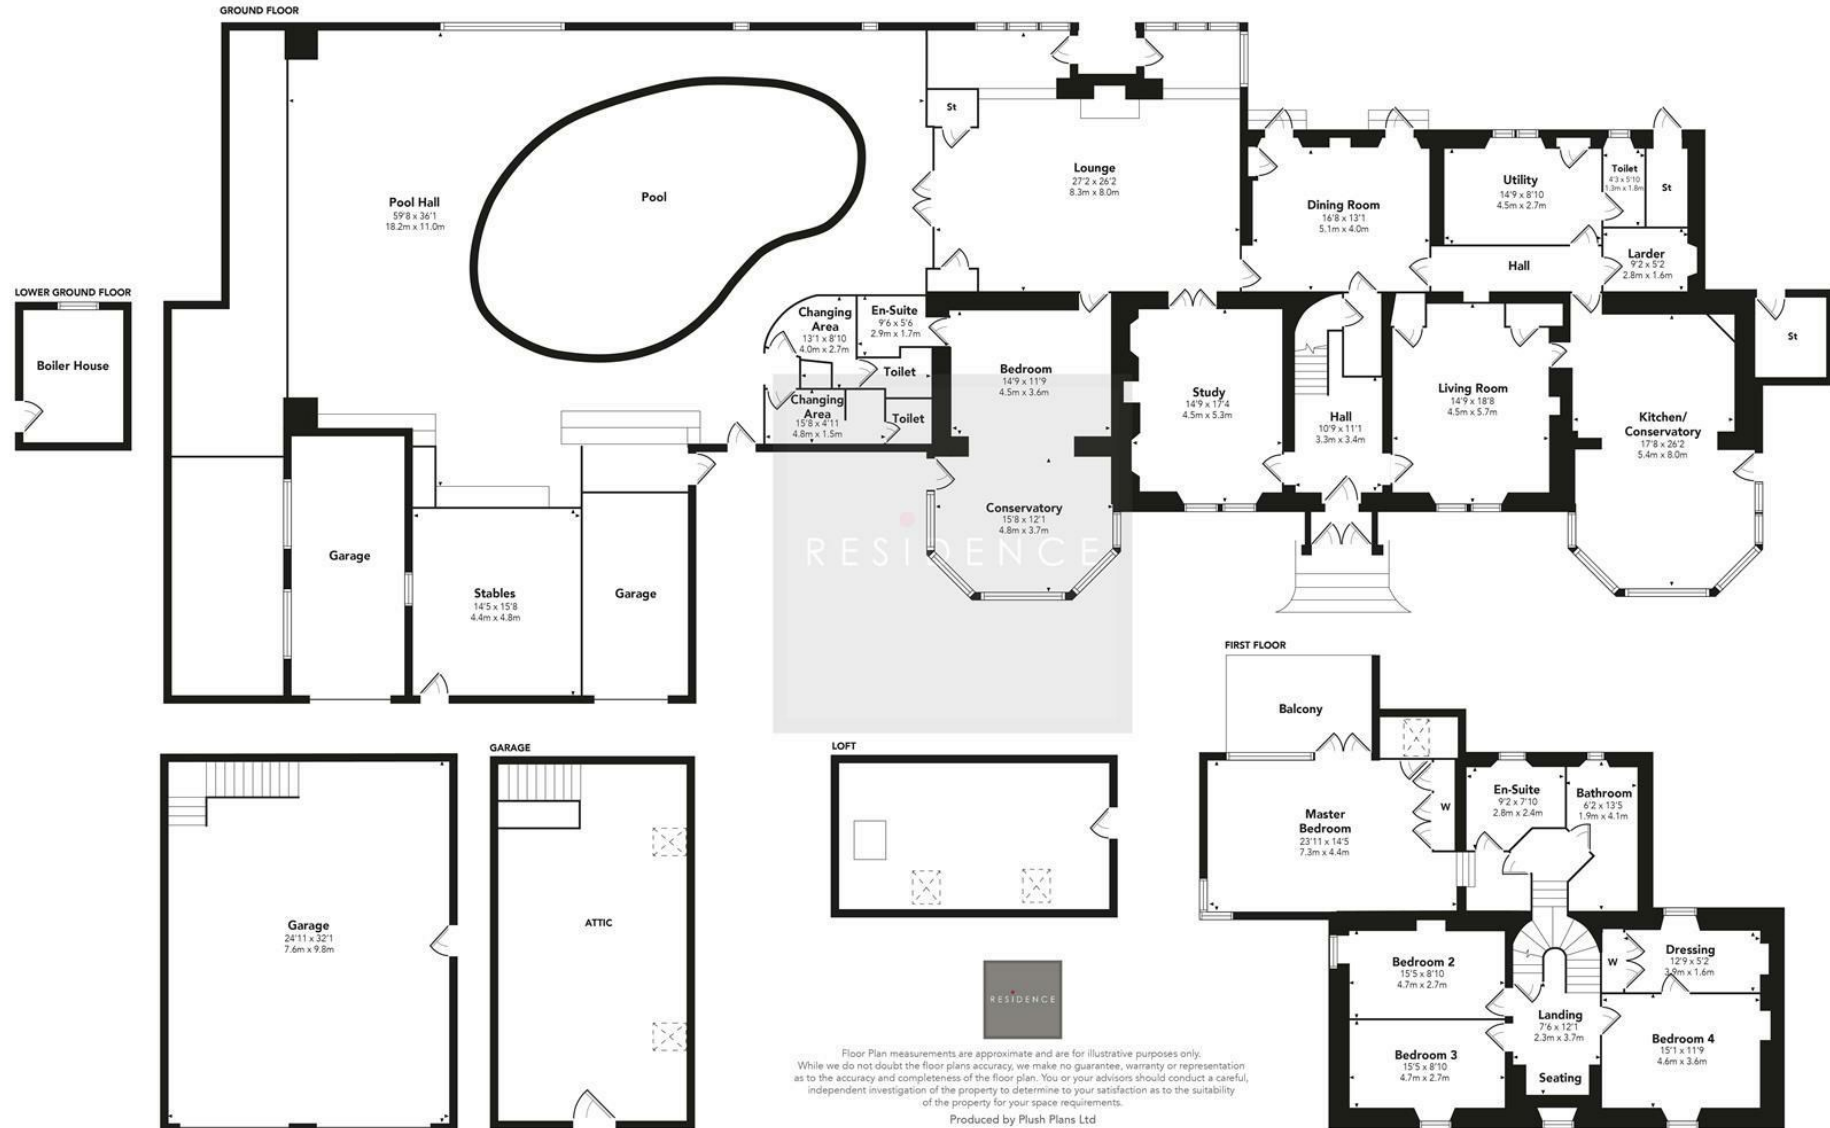 GROUND FLOOR
St
Pool Hall
59'8 x 36'1
18.2m x 11.0m
Pool
Lounge
27'2 x 26'2
8.3m x 8.0m
Dining Room
16'8 x 13'1
5.1m x 4.0m
Utility
14'9 x 8'10
4.5m x 2.7m
Toilet
4'3 x 5'10
1.3m x 1.8m
St
Hall
Larder
9'2 x 5'2
2.8m x 1.6m
LOWER GROUND FLOOR
Boiler House
Changing
Area
13'1 x 8'10
4.0m x 2.7m
En-Suite
9'6 x 5'6
2.9m x 1.7m
Toilet
Changing
Area
15'8 x 4'11
4.8m x 1.5m
Toilet
Bedroom
14'9 x 11'9
4.5m x 3.6m
Study
14'9 x 17'4
4.5m x 5.3m
Hall
10'9 x 11'1
3.3m x 3.4m
Living Room
14'9 x 18'8
4.5m x 5.7m
Kitchen/
Conservatory
17'8 x 26'2
5.4m x 8.0m
St
Conservatory
15'8 x 12'1
4.8m x 3.7m
RESIDENCE
Garage
Stables
14'5 x 15'8
4.4m x 4.8m
Garage
FIRST FLOOR
Balcony
Master
Bedroom
23'11 x 14'5
7.3m x 4.4m
W
En-Suite
9'2 x 7'10
2.8m x 2.4m
Bathroom
6'2 x 13'5
1.9m x 4.1m
Bedroom 2
15'5 x 8'10
4.7m x 2.7m
W
Dressing
12'9 x 5'2
3.9m x 1.6m
Landing
7'6 x 12'1
2.3m x 3.7m
Bedroom 3
15'5 x 8'10
4.7m x 2.7m
Bedroom 4
15'1 x 11'9
4.6m x 3.6m
Seating
Garage
24'11 x 32'1
7.6m x 9.8m
GARAGE
ATTIC
LOFT
RESIDENCE
Floor Plan measurements are approximate and are for illustrative purposes only.
While we do not doubt the floor plans accuracy, we make no guarantee, warranty or representation
as to the accuracy and completeness of the floor plan. You or your advisors should conduct a careful,
independent investigation of the property to determine to your satisfaction as to the suitability
of the property for your space requirements.
Produced by Plush Plans Ltd